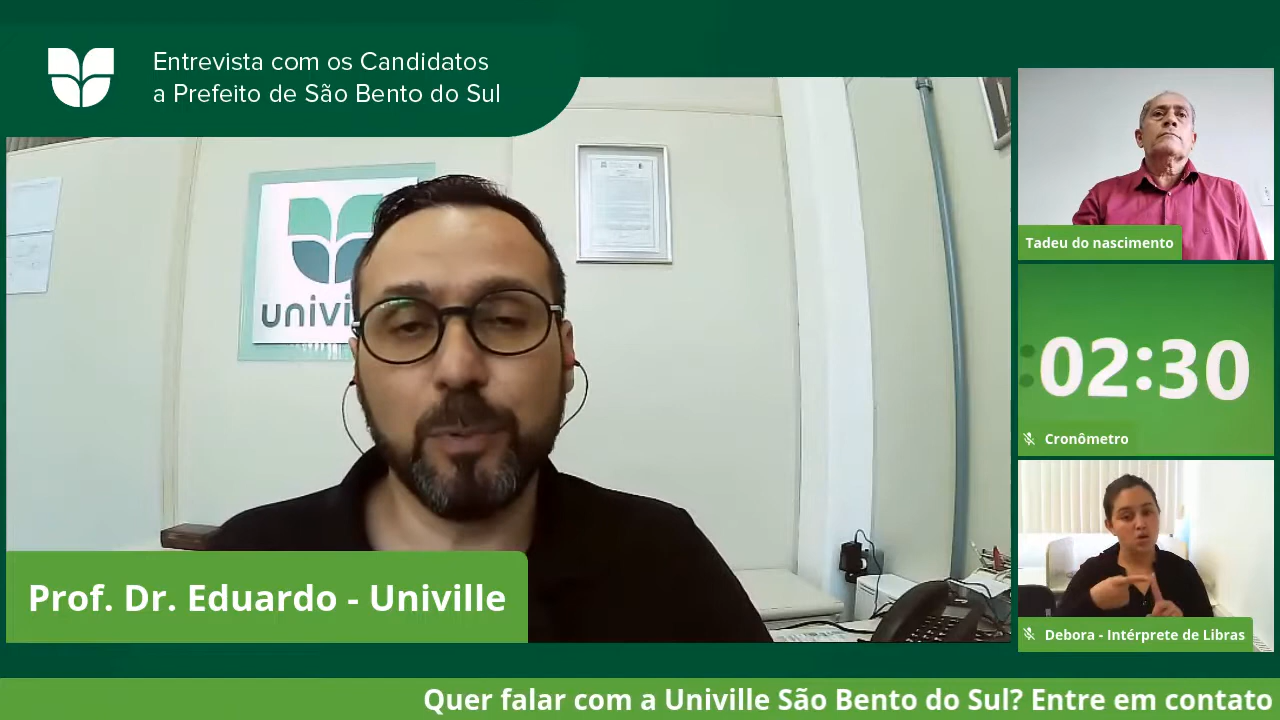 Entrevista com os Candidatos
a Prefeito de São Bento do Sul
univi
Prof. Dr. Eduardo - Univille
Tadeu do nascimento
02:30
Cronômetro
Debora - Intérprete de Libras
Quer falar com a Univille São Bento do Sul? Entre em contato